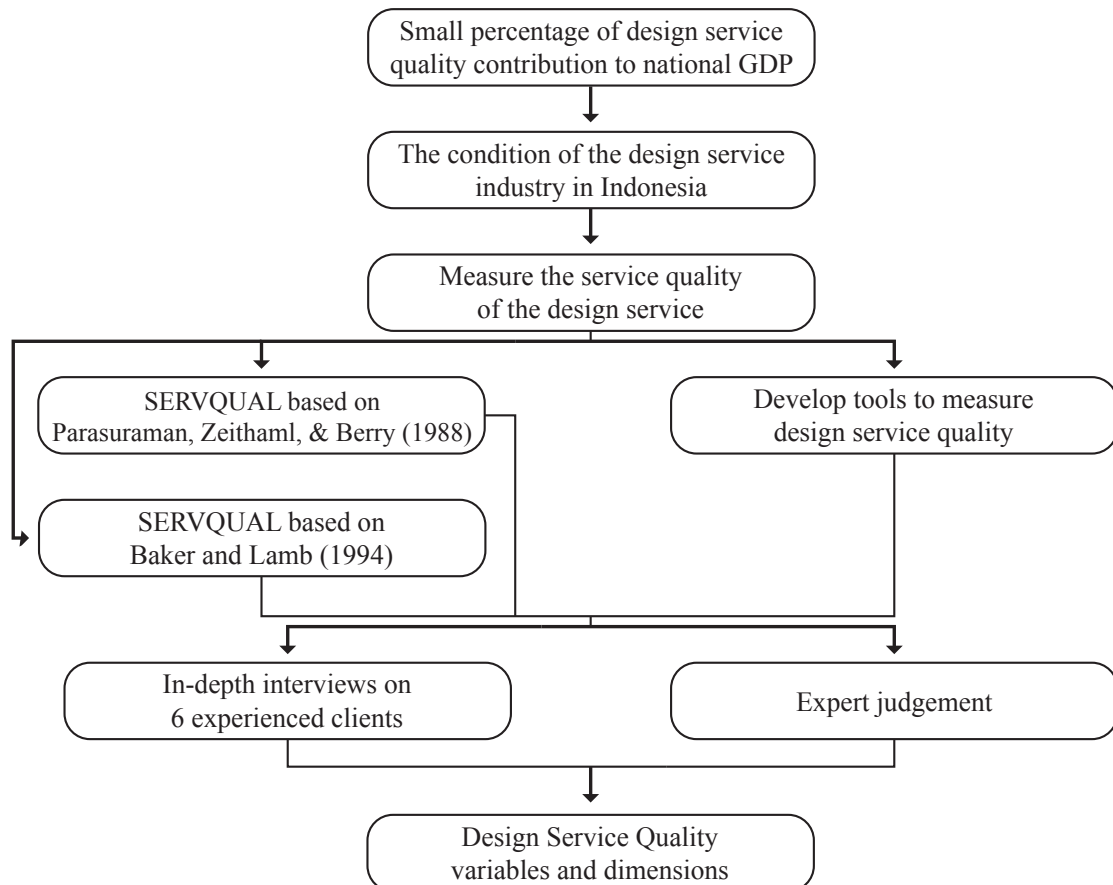 Small percentage of design service
quality contribution to national GDP
The condition of the design service
industry in Indonesia
Measure the service quality
of the design service
SERVQUAL based on
Parasuraman, Zeithaml, & Berry (1988)
Develop tools to measure
design service quality
SERVQUAL based on
Baker and Lamb (1994)
In-depth interviews on
6 experienced clients
Expert judgement
Design Service Quality
variables and dimensions